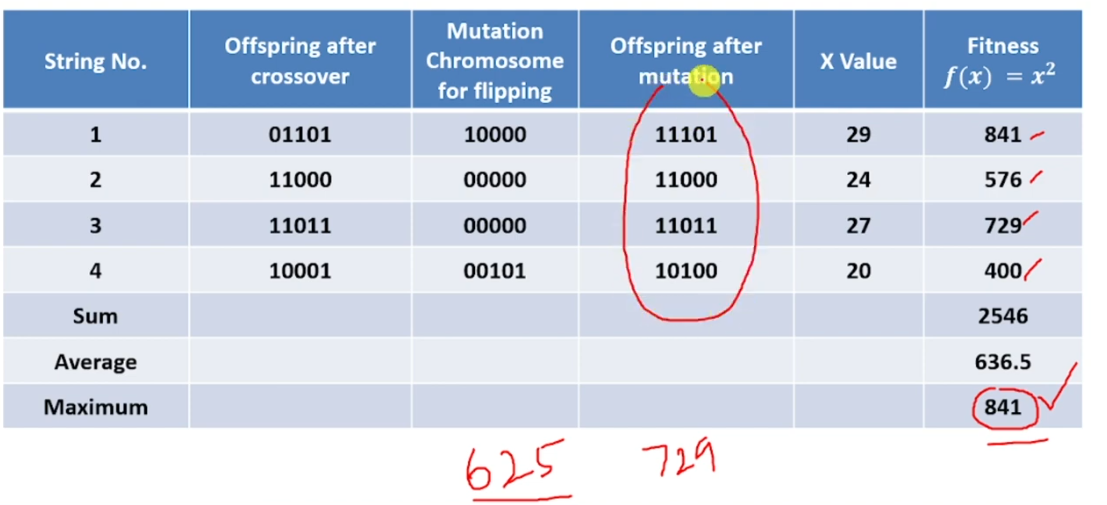 String No. Offspring after crossover Mutation Chromosome for flipping Offspring after mutation X Value Fitness f(x) = x²
1 01101 10000 11101 29 841
2 11000 00000 11000 24 576
3 11011 00000 11011 27 729
4 10001 00101 10100 20 400
Sum 2546
Average 636.5
Maximum 841
625 729